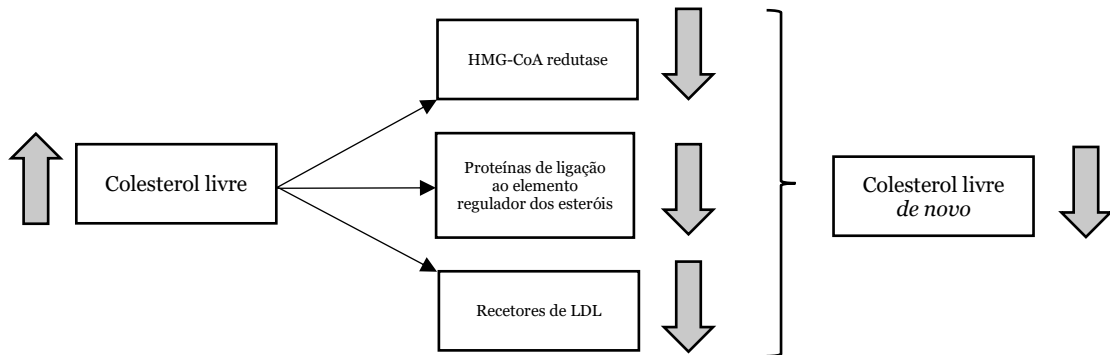 HMG-CoA redutase
Colesterol livre
Proteínas de ligação
ao elemento
regulador dos esteróis
Colesterol livre
de novo
Recetores de LDL